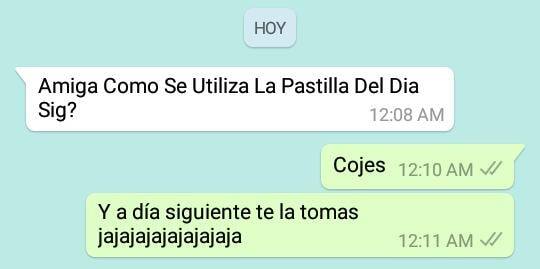 HOY
Amiga Como Se Utiliza La Pastilla Del Dia
Sig?
12:08 AM
Cojes 12:10 AM
Y a día siguiente te la tomas
jajajajajajajajaja
12:11 AM